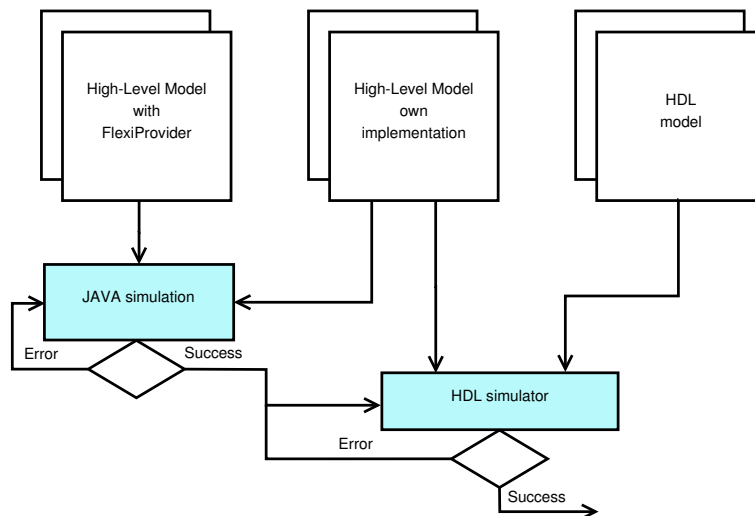 High-Level Model
with
FlexiProvider
High-Level Model
own
implementation
HDL
model
JAVA simulation
Error
Success
HDL simulator
Error
Success